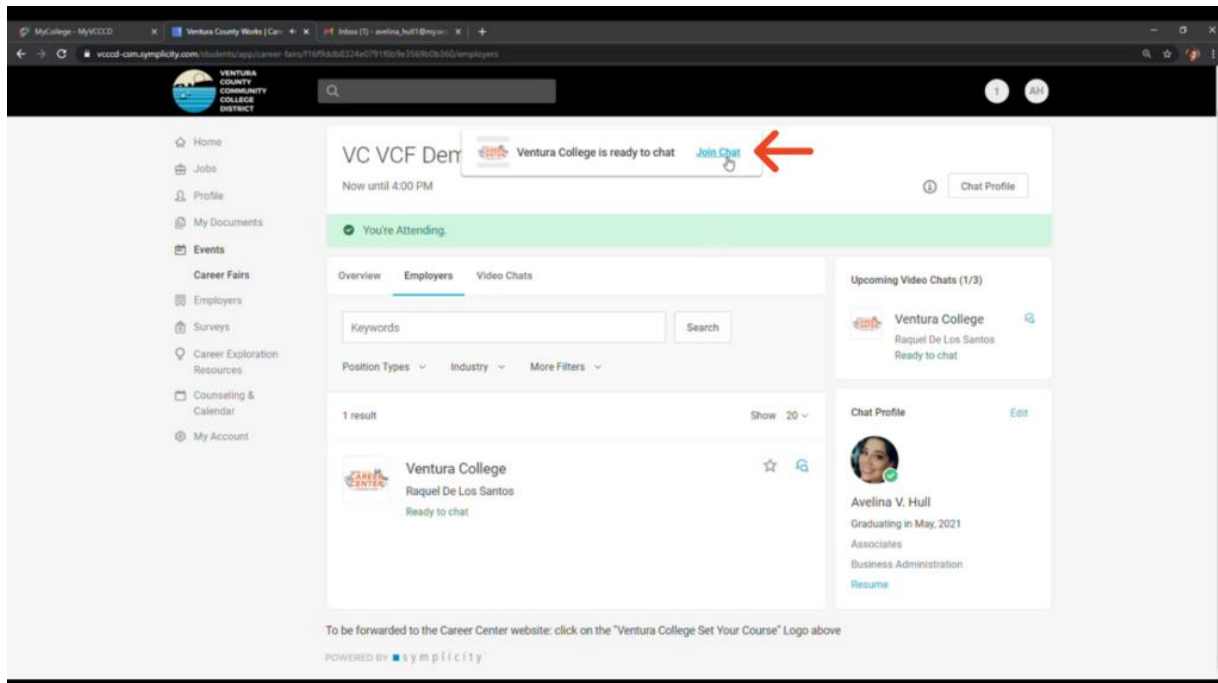 MyCollege - MyVCCCD
Ventura County Works | Care
Inbox (1) - avelina_hull1@my.vc
vcccd-csm.symplicity.com/students/app/career-fairs/
/employers
VENTURA
COUNTY
COMMUNITY
COLLEGE
DISTRICT
1
AH
Home
Jobs
Profile
My Documents
Events
Career Fairs
Employers
Surveys
Career Exploration
Resources
Counseling &
Calendar
My Account
VC VCF Dem
Ventura College is ready to chat Join Chat
Now until 4:00 PM
Chat Profile
You're Attending.
Overview Employers Video Chats
Keywords
Search
Position Types Industry More Filters
1 result
Show 20
CAREER
CENTER
Ventura College
Raquel De Los Santos
Ready to chat
Upcoming Video Chats (1/3)
Ventura College
Raquel De Los Santos
Ready to chat
Chat Profile Edit
Avelina V. Hull
Graduating in May, 2021
Associates
Business Administration
Resume
To be forwarded to the Career Center website: click on the "Ventura College Set Your Course" Logo above
POWERED BY symplicity